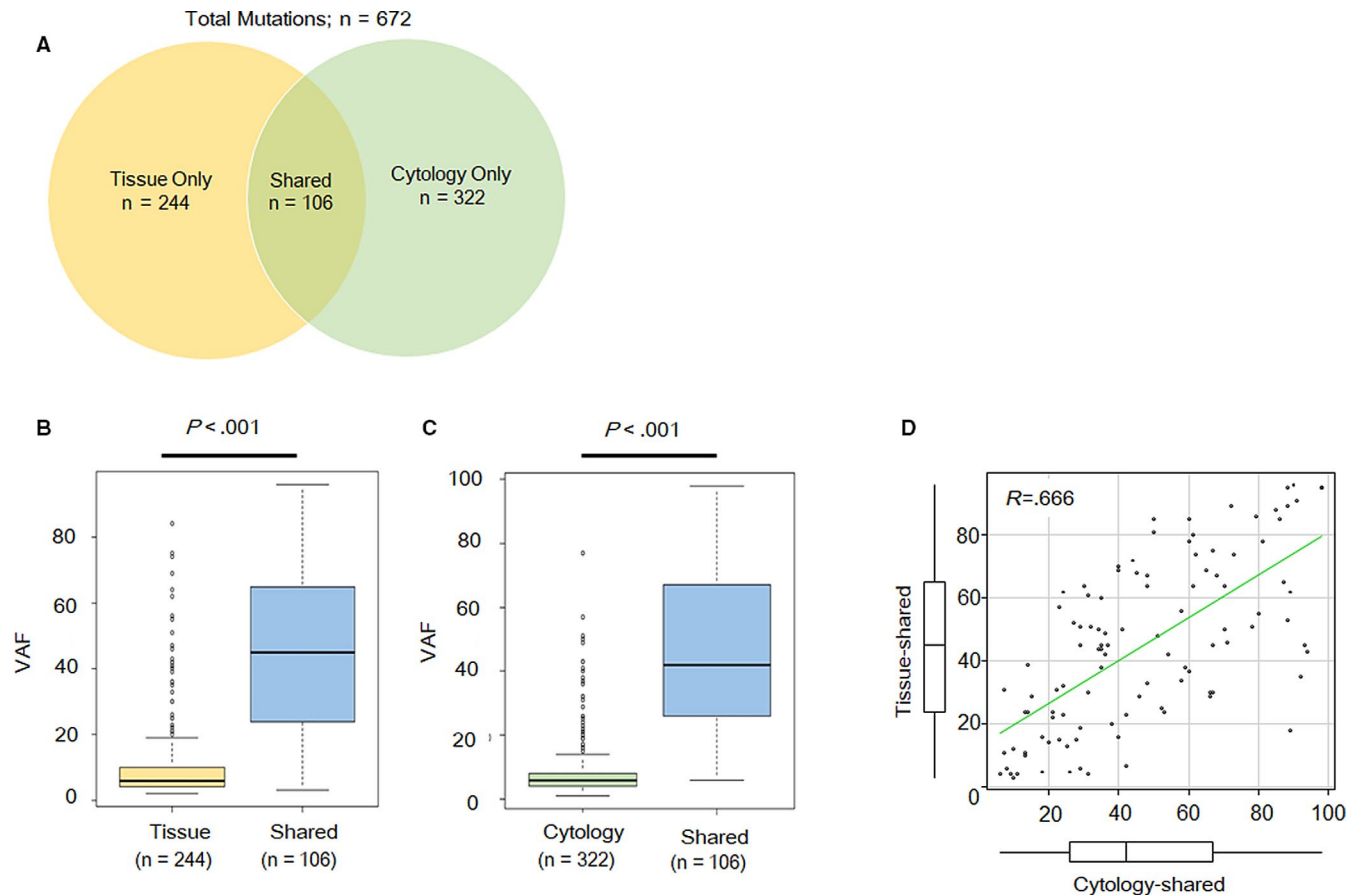 Total Mutations; n = 672
A
Tissue Only
n = 244
Shared
n = 106
Cytology Only
n = 322
B
P < .001
VAF
80
60
40
20
0
Tissue
(n = 244)
Shared
(n = 106)
C
P < .001
VAF
100
80
60
40
20
0
Cytology
(n = 322)
Shared
(n = 106)
D
R=.666
Tissue-shared
80
60
40
20
0
20 40 60 80 100
Cytology-shared